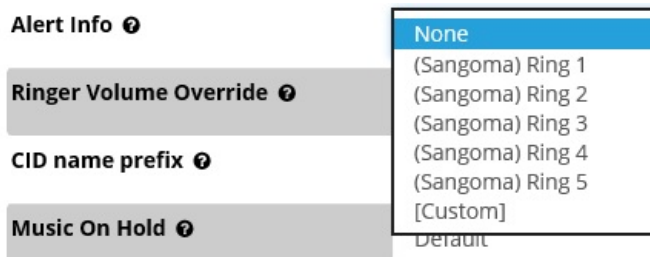 Alert Info
None
(Sangoma) Ring 1
Ringer Volume Override
(Sangoma) Ring 2
(Sangoma) Ring 3
CID name prefix
(Sangoma) Ring 4
(Sangoma) Ring 5
[Custom]
Music On Hold
Default